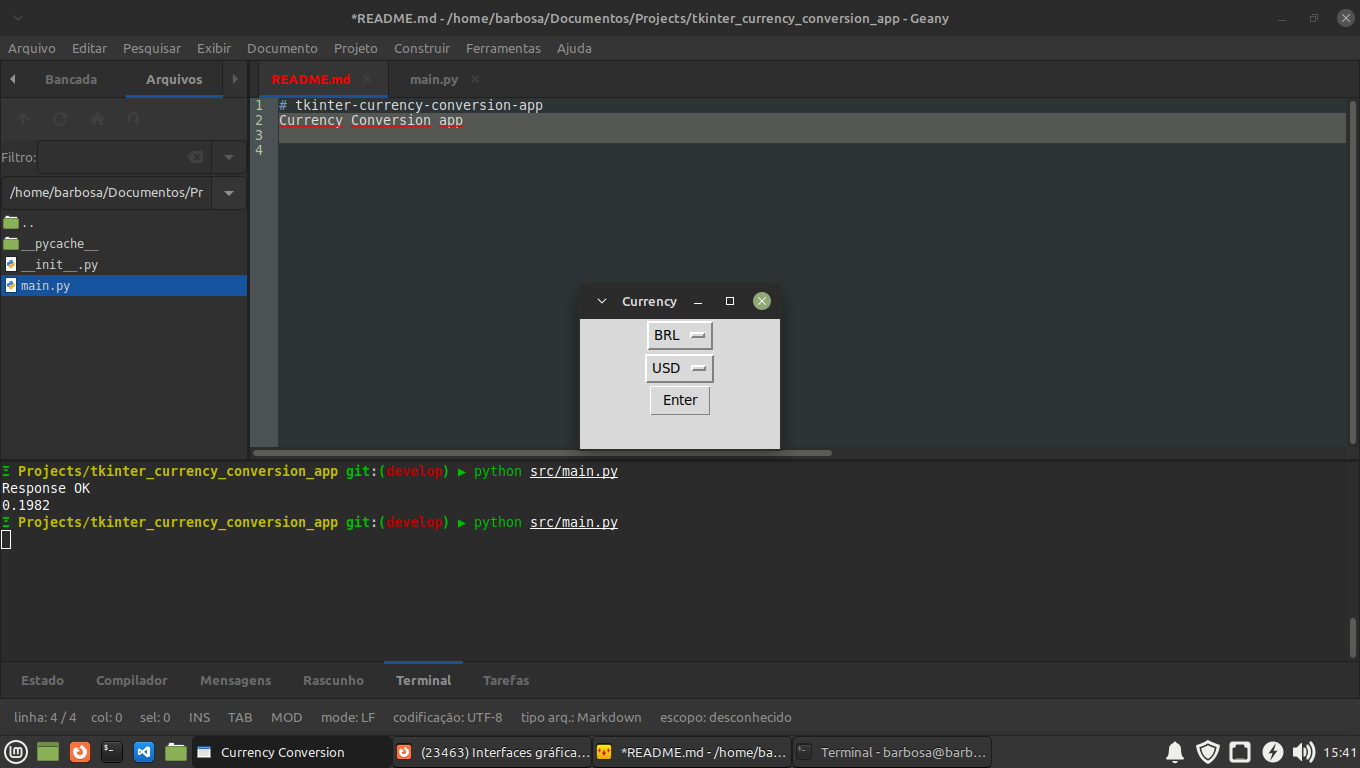 *README.md - /home/barbosa/Documentos/Projects/tkinter_currency_conversion_app - Geany
Arquivo Editar Pesquisar Exibir Documento Projeto Construir Ferramentas Ajuda
Bancada Arquivos README.md main.py
1 # tkinter-currency-conversion-app
2 Currency Conversion app
3
4
Filtro:
/home/barbosa/Documentos/Pr
..
__pycache__
__init__.py
main.py
Currency
BRL
USD
Enter
Projects/tkinter_currency_conversion_app git:(develop) ▶ python src/main.py
Response OK
0.1982
Projects/tkinter_currency_conversion_app git:(develop) ▶ python src/main.py
Estado Compilador Mensagens Rascunho Terminal Tarefas
linha: 4 / 4 col: 0 sel: 0 INS TAB MOD mode: LF codificação: UTF-8 tipo arq.: Markdown escopo: desconhecido
Currency Conversion (23463) Interfaces gráfica... *README.md - /home/ba... Terminal - barbosa@barb... 15:41